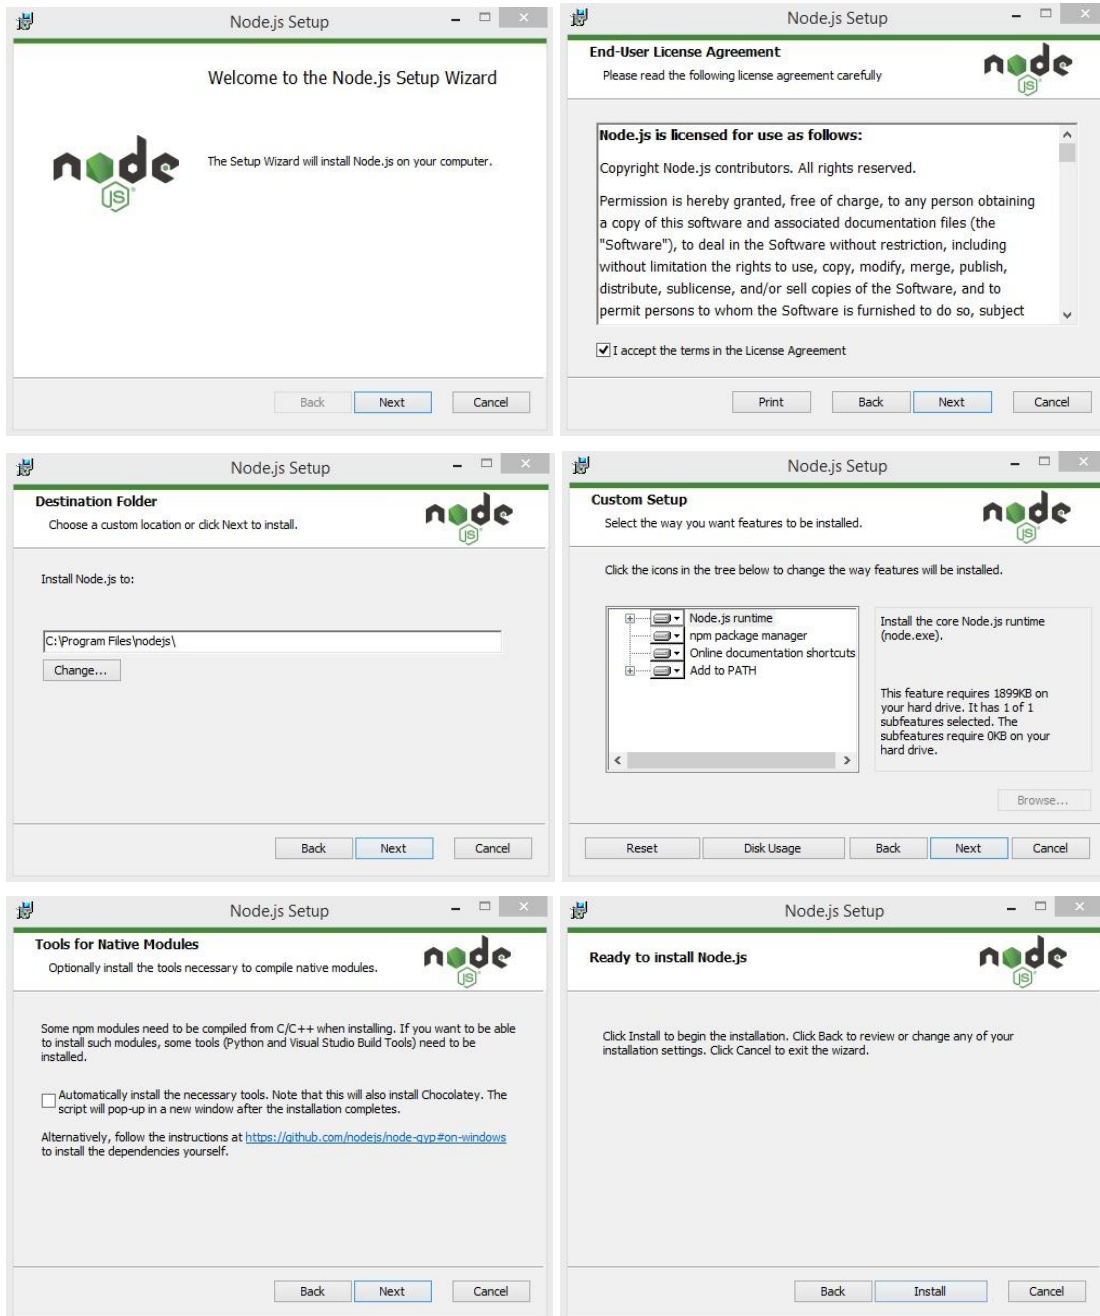 Node.js Setup
Welcome to the Node.js Setup Wizard
node
JS
The Setup Wizard will install Node.js on your computer.
Back
Next
Cancel
Node.js Setup
End-User License Agreement
Please read the following license agreement carefully
node
JS
Node.js is licensed for use as follows:
Copyright Node.js contributors. All rights reserved.
Permission is hereby granted, free of charge, to any person obtaining
a copy of this software and associated documentation files (the
"Software"), to deal in the Software without restriction, including
without limitation the rights to use, copy, modify, merge, publish,
distribute, sublicense, and/or sell copies of the Software, and to
permit persons to whom the Software is furnished to do so, subject
I accept the terms in the License Agreement
Print
Back
Next
Cancel
Node.js Setup
Destination Folder
Choose a custom location or click Next to install.
node
JS
Install Node.js to:
C:\Program Files\nodejs\
Change...
Back
Next
Cancel
Node.js Setup
Custom Setup
Select the way you want features to be installed.
node
JS
Click the icons in the tree below to change the way features will be installed.
Node.js runtime
npm package manager
Online documentation shortcuts
Add to PATH
Install the core Node.js runtime
(node.exe).
This feature requires 1899KB on
your hard drive. It has 1 of 1
subfeatures selected. The
subfeatures require 0KB on your
hard drive.
Browse...
Reset
Disk Usage
Back
Next
Cancel
Node.js Setup
Tools for Native Modules
Optionally install the tools necessary to compile native modules.
node
JS
Some npm modules need to be compiled from C/C++ when installing. If you want to be able
to install such modules, some tools (Python and Visual Studio Build Tools) need to be
installed.
Automatically install the necessary tools. Note that this will also install Chocolatey. The
script will pop-up in a new window after the installation completes.
Alternatively, follow the instructions at https://github.com/nodejs/node-gyp#on-windows
to install the dependencies yourself.
Back
Next
Cancel
Node.js Setup
Ready to install Node.js
node
JS
Click Install to begin the installation. Click Back to review or change any of your
installation settings. Click Cancel to exit the wizard.
Back
Install
Cancel